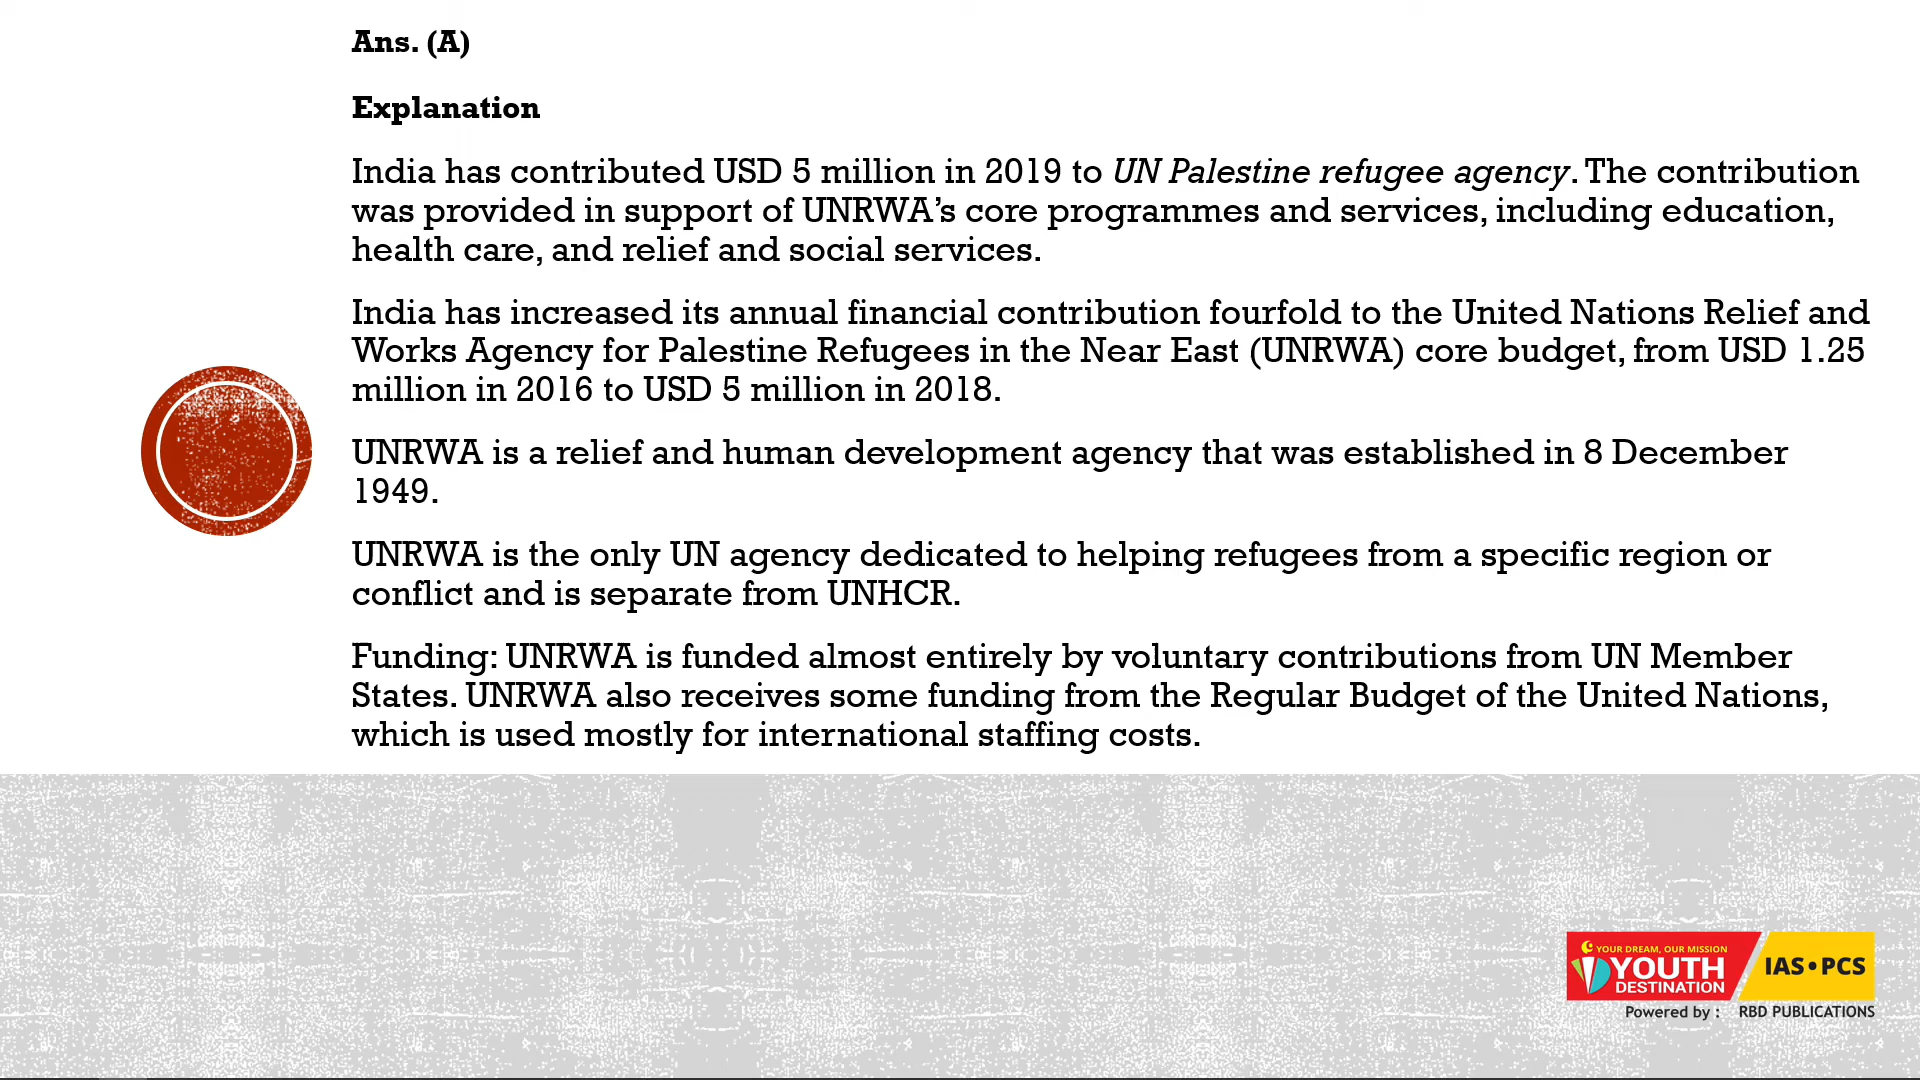 Ans. (A)
Explanation
India has contributed USD 5 million in 2019 to UN Palestine refugee agency. The contribution
was provided in support of UNRWA’s core programmes and services, including education,
health care, and relief and social services.
India has increased its annual financial contribution fourfold to the United Nations Relief and
Works Agency for Palestine Refugees in the Near East (UNRWA) core budget, from USD 1.25
million in 2016 to USD 5 million in 2018.
UNRWA is a relief and human development agency that was established in 8 December
1949.
UNRWA is the only UN agency dedicated to helping refugees from a specific region or
conflict and is separate from UNHCR.
Funding: UNRWA is funded almost entirely by voluntary contributions from UN Member
States. UNRWA also receives some funding from the Regular Budget of the United Nations,
which is used mostly for international staffing costs.
YOUR DREAM, OUR MISSION
YOUTH
DESTINATION
IAS•PCS
Powered by : RBD PUBLICATIONS